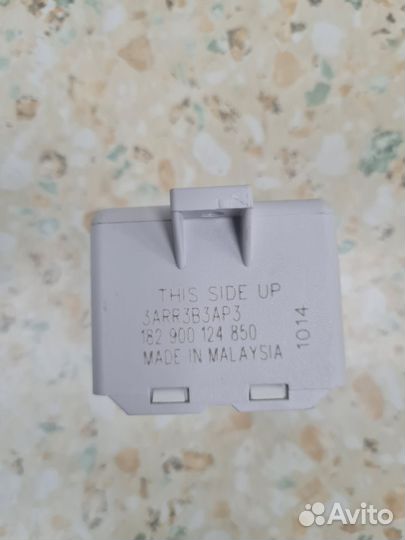 THIS SIDE UP
3ARR3B3AP3
182 900 124 850
MADE IN MALAYSIA
1014
Avito